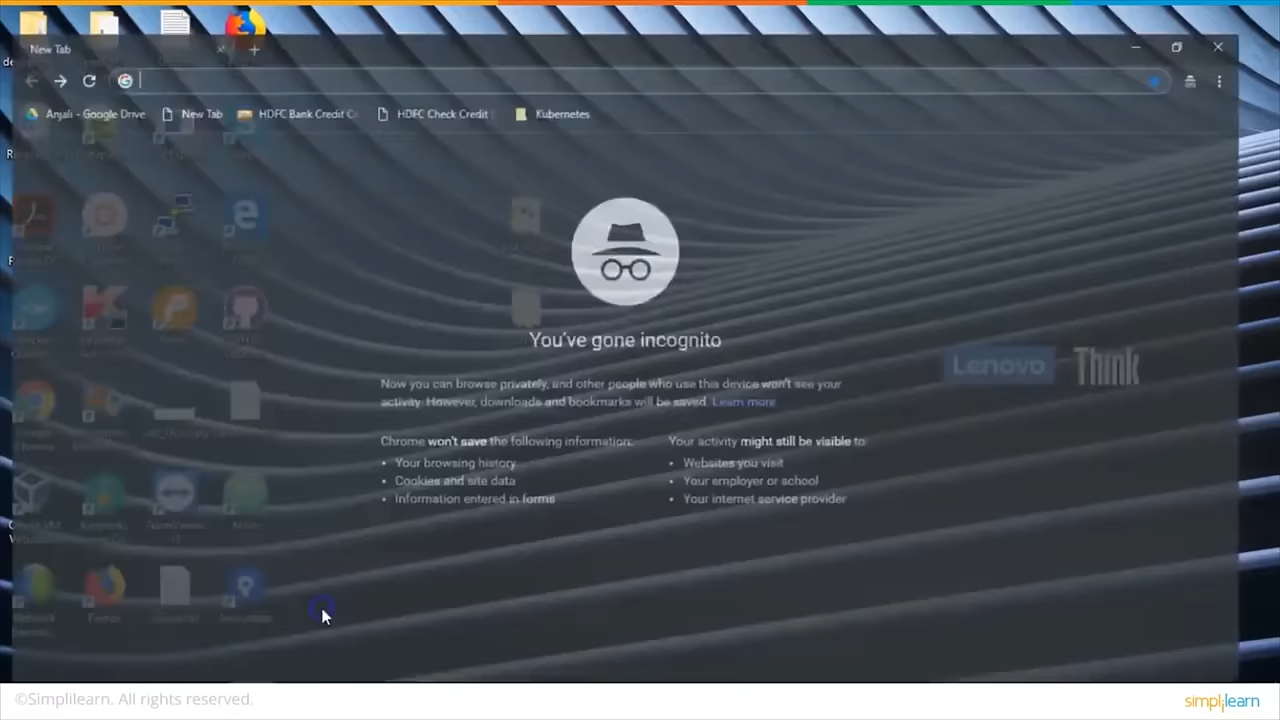 New Tab
Anjali - Google Drive
New Tab
HDFC Bank Credit C
HDFC Check Credit
Kubernetes
You've gone incognito
Lenovo
Think
Now you can browse privately, and other people who use this device won't see your
activity. However, downloads and bookmarks will be saved. Learn more
Chrome won't save the following information:
Your browsing history
Cookies and site data
Information entered in forms
Your activity might still be visible to:
Websites you visit
Your employer or school
Your internet service provider
©Simplilearn. All rights reserved.
simplilearn